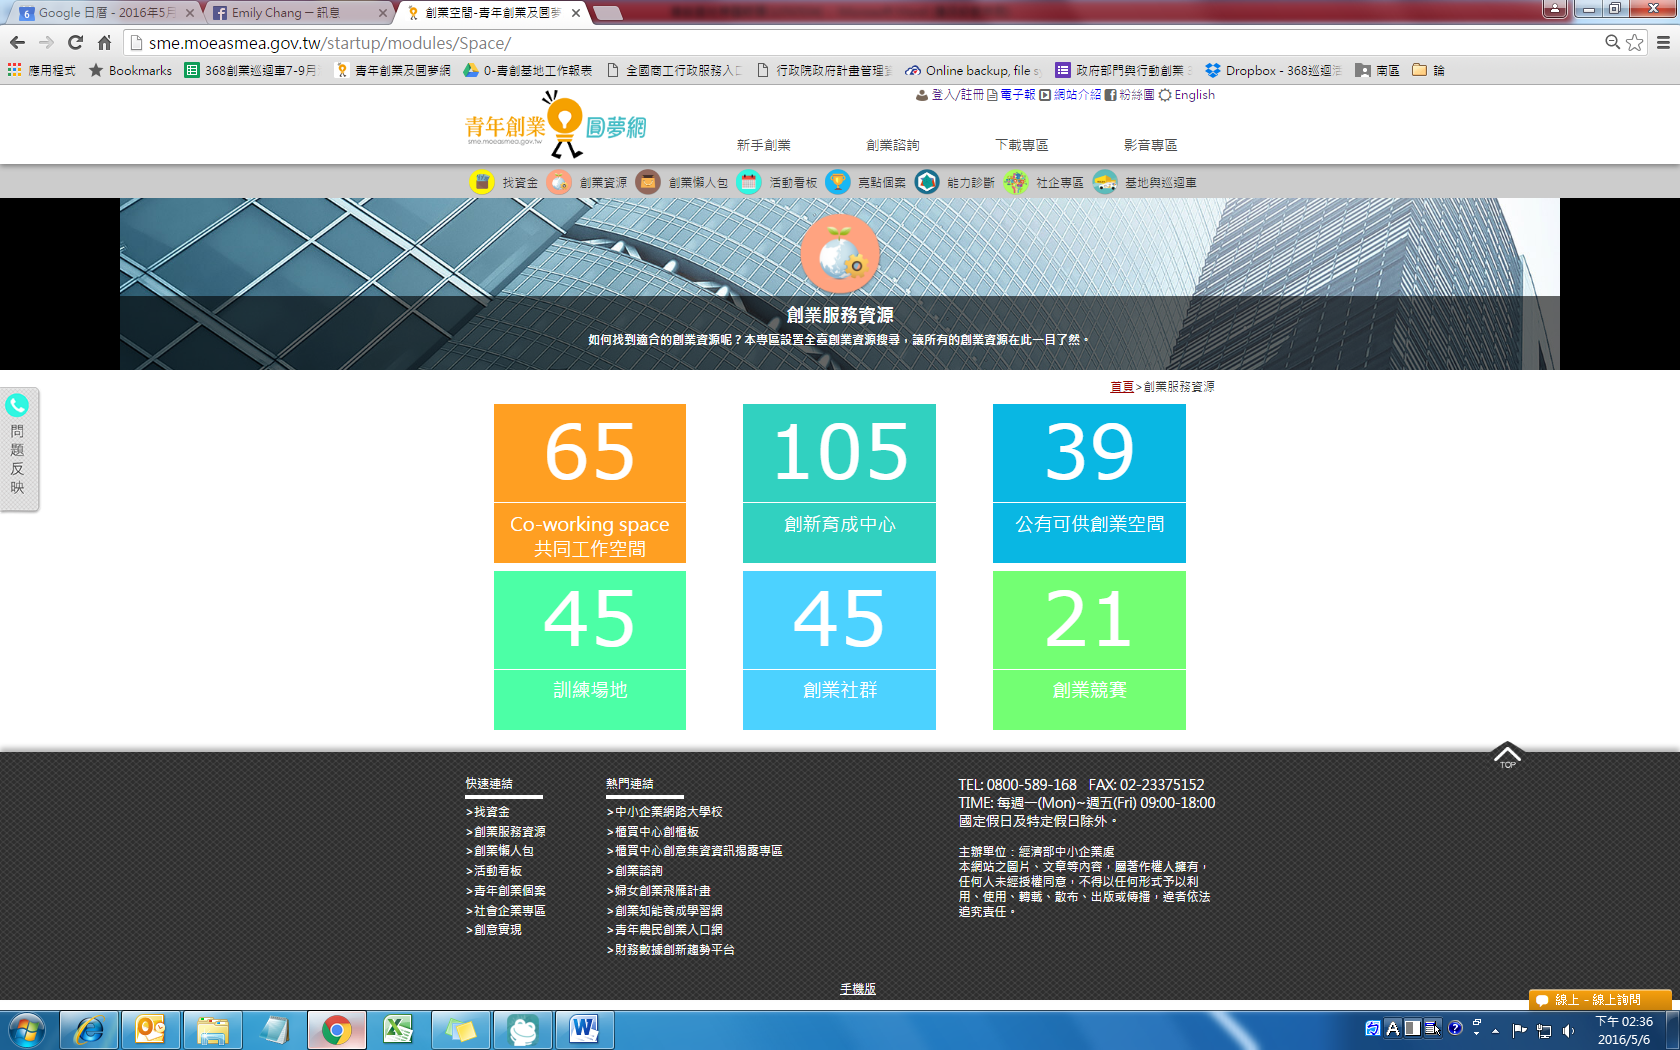 Google 日曆 - 2016年5月
Emily Chang - 訊息
創業空間-青年創業及圓夢
sme.moeasmea.gov.tw/startup/modules/Space/
應用程式
Bookmarks
368創業巡迴車7-9月
青年創業及圓夢網
0-青創基地工作報表
全國商工行政服務入口
行政院政府計畫管理
Online backup, file sy
政府部門與行動創業
Dropbox - 368巡迴
南區
論
登入/註冊 電子報 網站介紹 粉絲團 English
青年創業 圓夢網
sme.moeasmea.gov.tw
新手創業
創業諮詢
下載專區
影音專區
找資金
創業資源
創業懶人包
活動看板
亮點個案
能力診斷
社企專區
基地與巡迴車
創業服務資源
如何找到適合的創業資源呢？本專區設置全臺創業資源搜尋，讓所有的創業資源在此一目了然。
首頁>創業服務資源
問題反映
65
Co-working space
共同工作空間
105
創新育成中心
39
公有可供創業空間
45
訓練場地
45
創業社群
21
創業競賽
TOP
快速連結
>找資金
>創業服務資源
>創業懶人包
>活動看板
>青年創業個案
>社會企業專區
>創意實現
熱門連結
>中小企業網路大學校
>櫃買中心創櫃板
>櫃買中心創意集資資訊揭露專區
>創業諮詢
>婦女創業飛雁計畫
>創業知能養成學習網
>青年農民創業入口網
>財務數據創新趨勢平台
TEL: 0800-589-168 FAX: 02-23375152
TIME: 每週一(Mon)~週五(Fri) 09:00-18:00
國定假日及特定假日除外。
主辦單位：經濟部中小企業處
本網站之圖片、文章等內容，屬著作權人擁有，
任何人未經授權同意，不得以任何形式予以利
用、使用、轉載、散布、出版或傳播，違者依法
追究責任。
手機版
線上 - 線上詢問
下午 02:36
2016/5/6